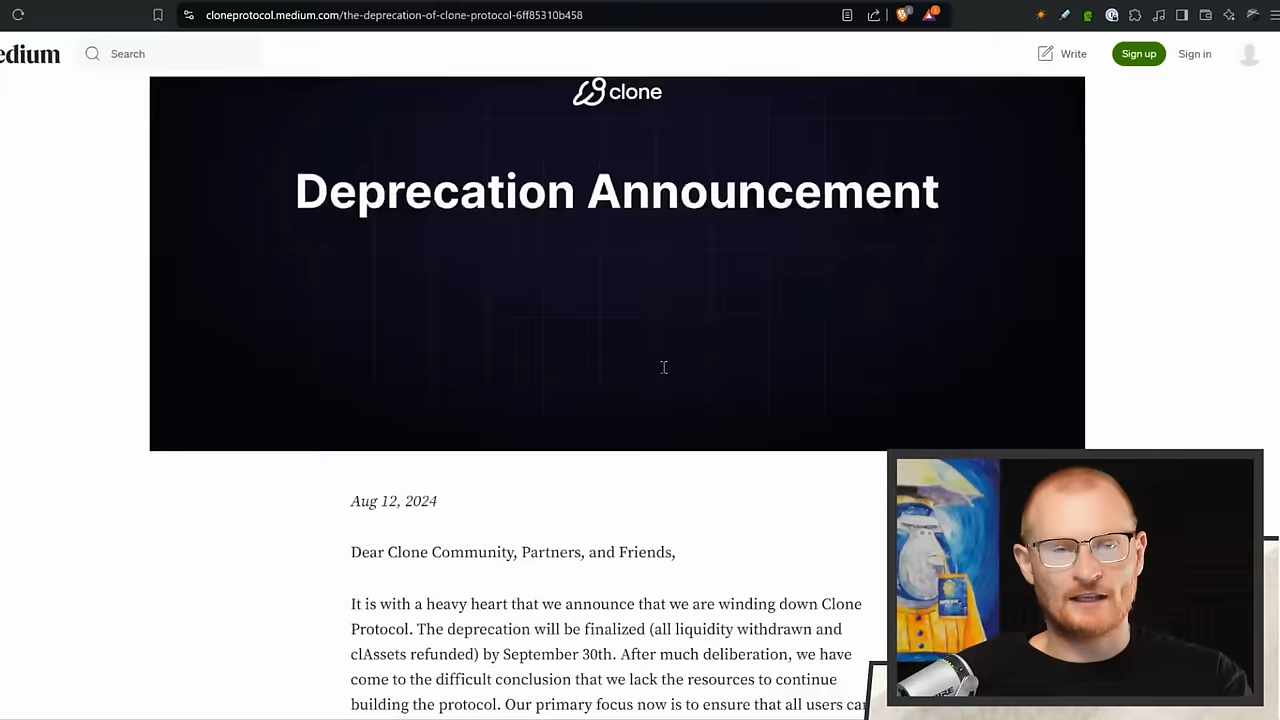 cloneprotocol.medium.com/the-deprecation-of-clone-protocol-6ff85310b458
edium
Search
Write
Sign up
Sign in
clone
Deprecation Announcement
Aug 12, 2024
Dear Clone Community, Partners, and Friends,
It is with a heavy heart that we announce that we are winding down Clone
Protocol. The deprecation will be finalized (all liquidity withdrawn and
clAssets refunded) by September 30th. After much deliberation, we have
come to the difficult conclusion that we lack the resources to continue
building the protocol. Our primary focus now is to ensure that all users can